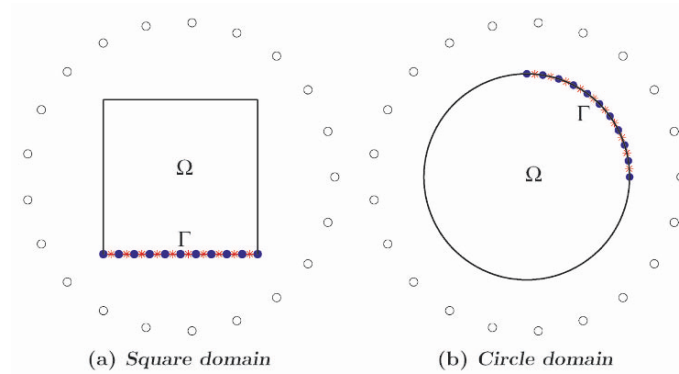 Γ
Ω
Ω
Γ
(a) Square domain
(b) Circle domain